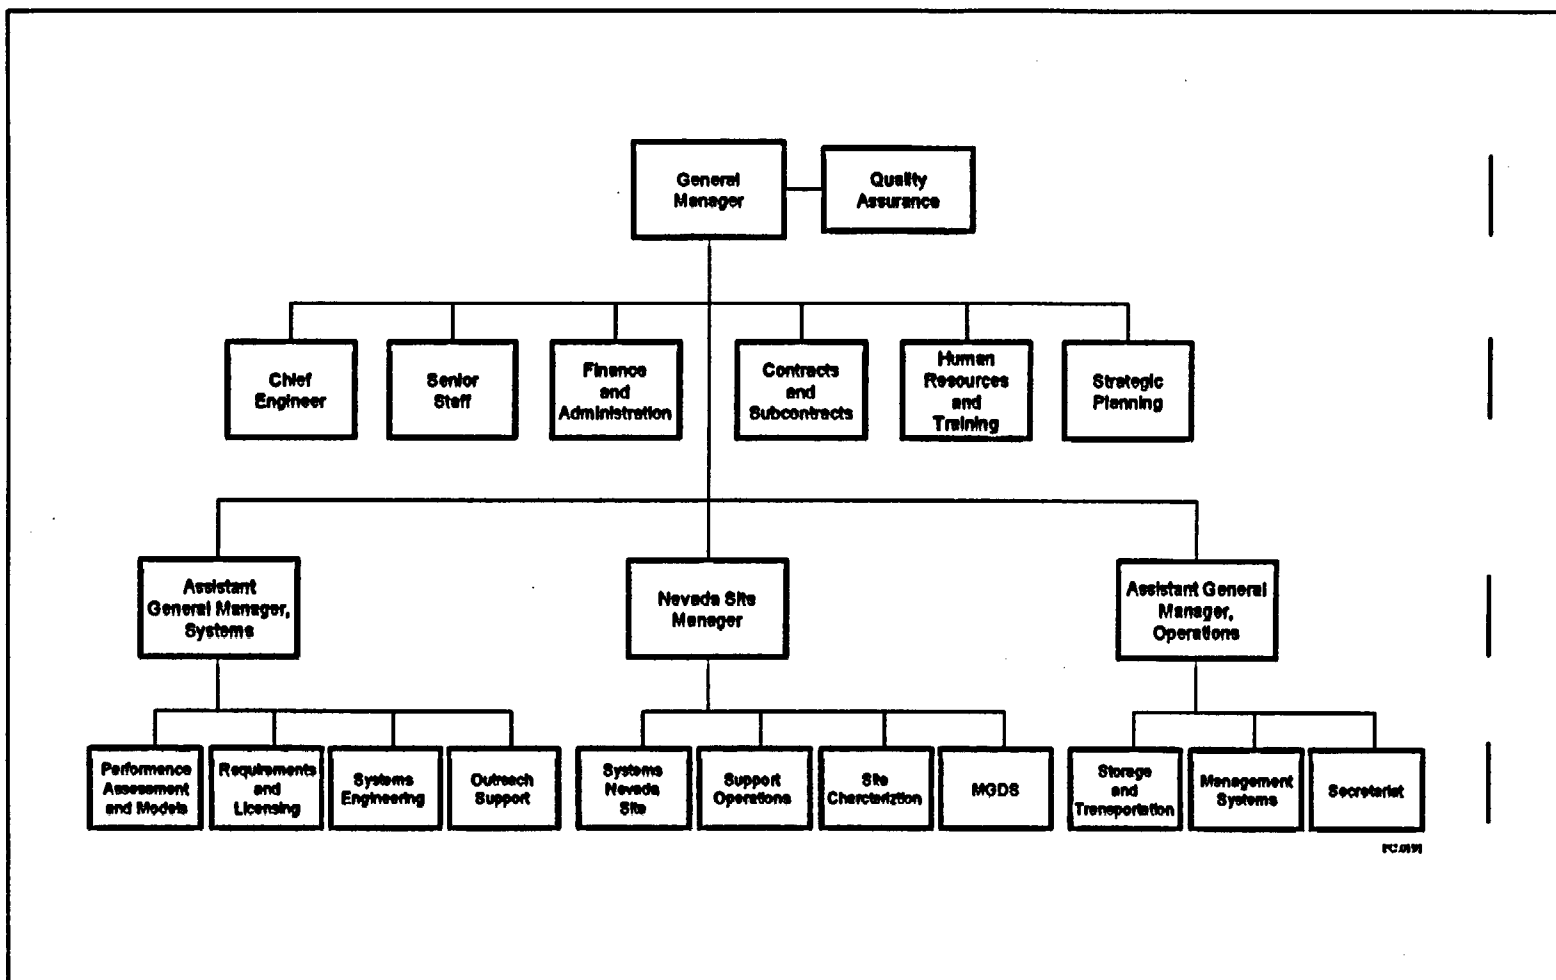 General
Manager
Quality
Assurance
Chief
Engineer
Senior
Staff
Finance
and
Administration
Contracts
and
Subcontracts
Human
Resources
and
Training
Strategic
Planning
Assistant
General Manager,
Systems
Nevada Site
Manager
Assistant General
Manager,
Operations
Performance
Assessment
and Models
Requirements
and
Licensing
Systems
Engineering
Outreach
Support
Systems
Nevada
Site
Support
Operations
Site
Charcteriztion
MGDS
Storage
and
Transportation
Management
Systems
Secretariat